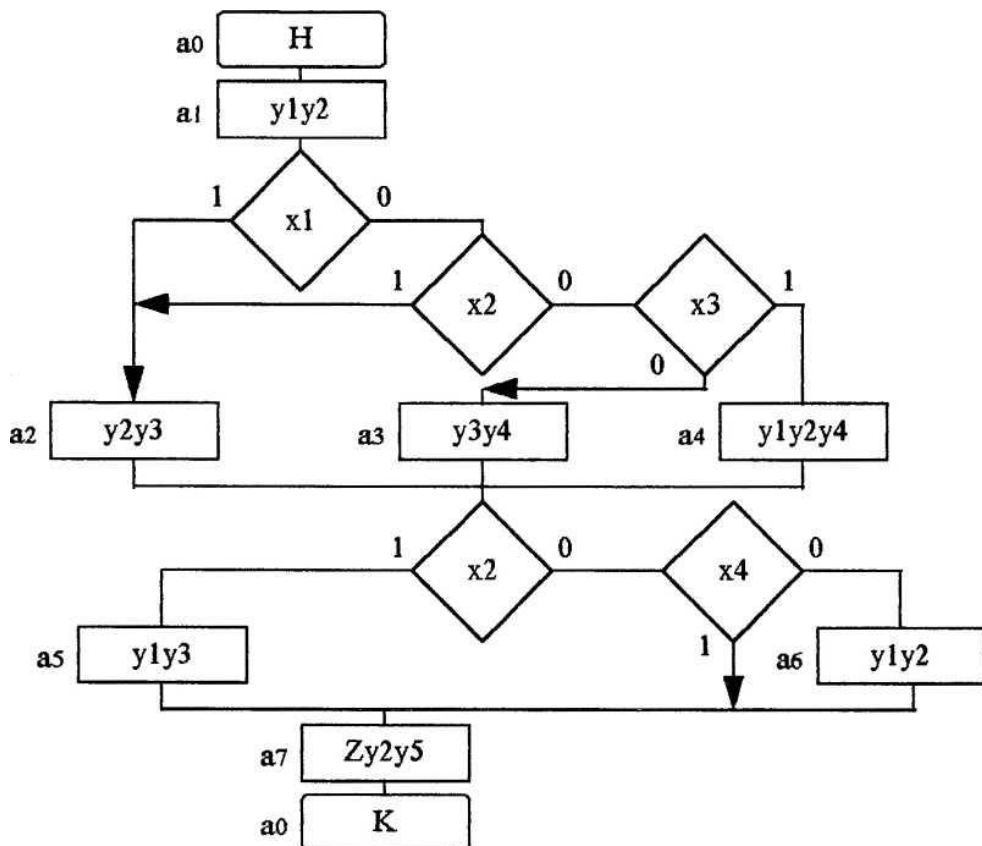 a0 H
a1 y1y2
1 x1 0
1 x2 0 x3 1
0
a2 y2y3 a3 y3y4 a4 y1y2y4
1 x2 0 x4 0
1
a5 y1y3 a6 y1y2
a7 Zy2y5
a0 K